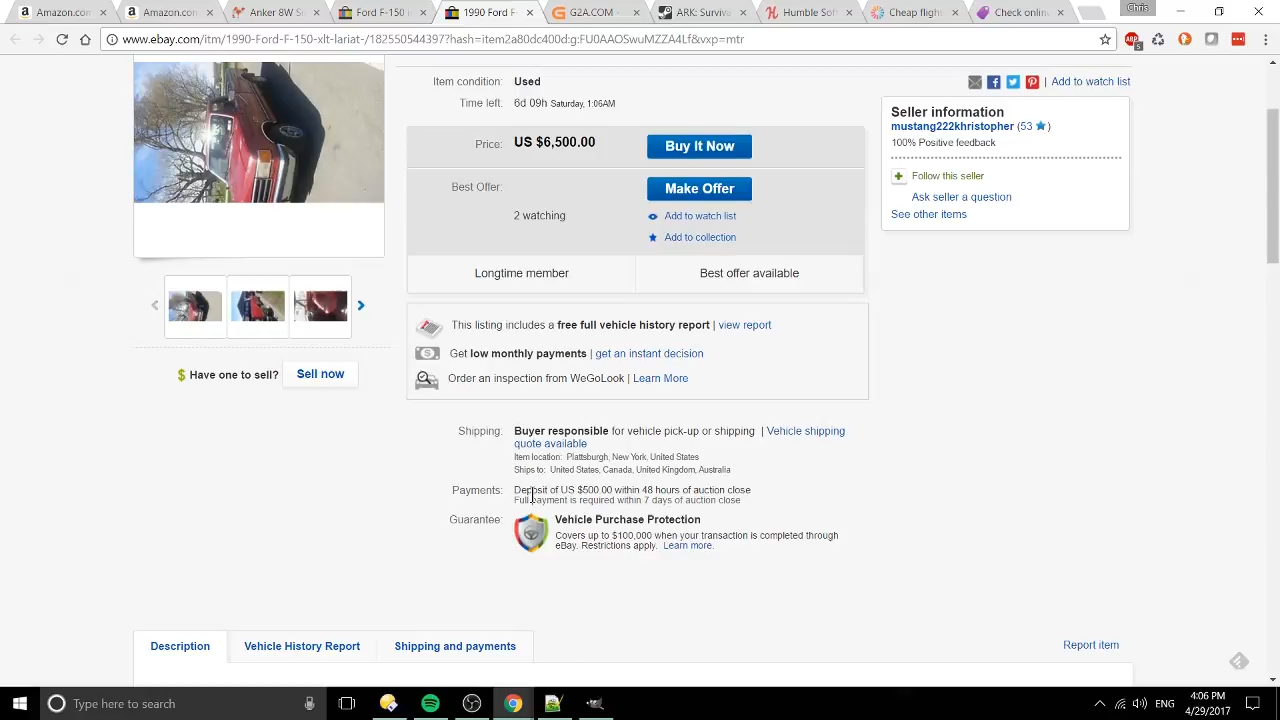 Amazon.com
Amazon.com
Anker 8W S
Ford F-150 i
1990 Ford F
G2A.COM
ARK: Surviva
Humble So
Cheap flight
Check onlin
Chris
www.ebay.com/itm/1990-Ford-F-150-xlt-lariat-/182550544397?hash=item2a80dc400d:g:FU0AAOSwuMZZA4Lf&vxp=mtr
5
Item condition: Used
Add to watch list
Time left: 6d 09h Saturday, 1:06AM
Seller information
mustang222khristopher (53 )
100% Positive feedback
Price: US $6,500.00
Buy It Now
Follow this seller
Best Offer:
Make Offer
Ask seller a question
See other items
2 watching
Add to watch list
Add to collection
Longtime member
Best offer available
This listing includes a free full vehicle history report | view report
Get low monthly payments | get an instant decision
Have one to sell? Sell now
Order an inspection from WeGoLook | Learn More
Shipping: Buyer responsible for vehicle pick-up or shipping | Vehicle shipping
quote available
Item location: Plattsburgh, New York, United States
Ships to: United States, Canada, United Kingdom, Australia
Payments: Deposit of US $500.00 within 48 hours of auction close
Full payment is required within 7 days of auction close
Guarantee: Vehicle Purchase Protection
Covers up to $100,000 when your transaction is completed through
eBay. Restrictions apply. Learn more.
Description
Vehicle History Report
Shipping and payments
Report item
Type here to search
ENG
4:06 PM
4/29/2017